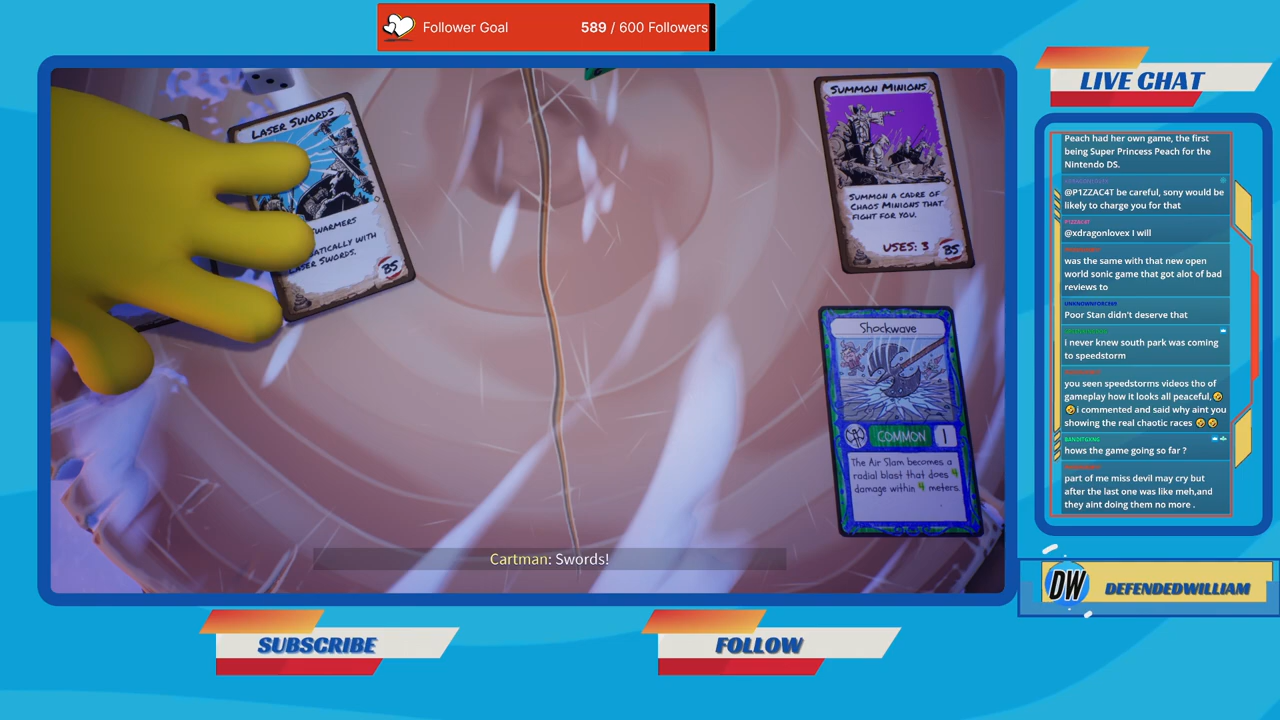 Follower Goal
589 / 600 Followers
LIVE CHAT
Peach had her own game, the first
being Super Princess Peach for the
Nintendo DS.
@P1ZZAC4T be careful, sony would be
likely to charge you for that
P1ZZAC4T
@xdragonlovex I will
was the same with that new open
world sonic game that got alot of bad
reviews to
Poor Stan didn't deserve that
i never knew south park was coming
to speedstorm
you seen speedstorms videos tho of
gameplay how it looks all peaceful,
i commented and said why aint you
showing the real chaotic races
BANDITGXNG
hows the game going so far ?
part of me miss devil may cry but
after the last one was like meh,and
they aint doing them no more .
LASER SWORDS
WARMERS
MATICALLY WITH
LASER SWORDS.
BS
SUMMON MINIONS
SUMMON A CADRE OF
CHAOS MINIONS THAT
FIGHT FOR YOU.
USES: 3
BS
Shockwave
COMMON
1
The Air Slam becomes a
radial blast that does 4
damage within 4 meters.
Cartman: Swords!
DW
DEFENDEDWILLIAM
SUBSCRIBE
FOLLOW